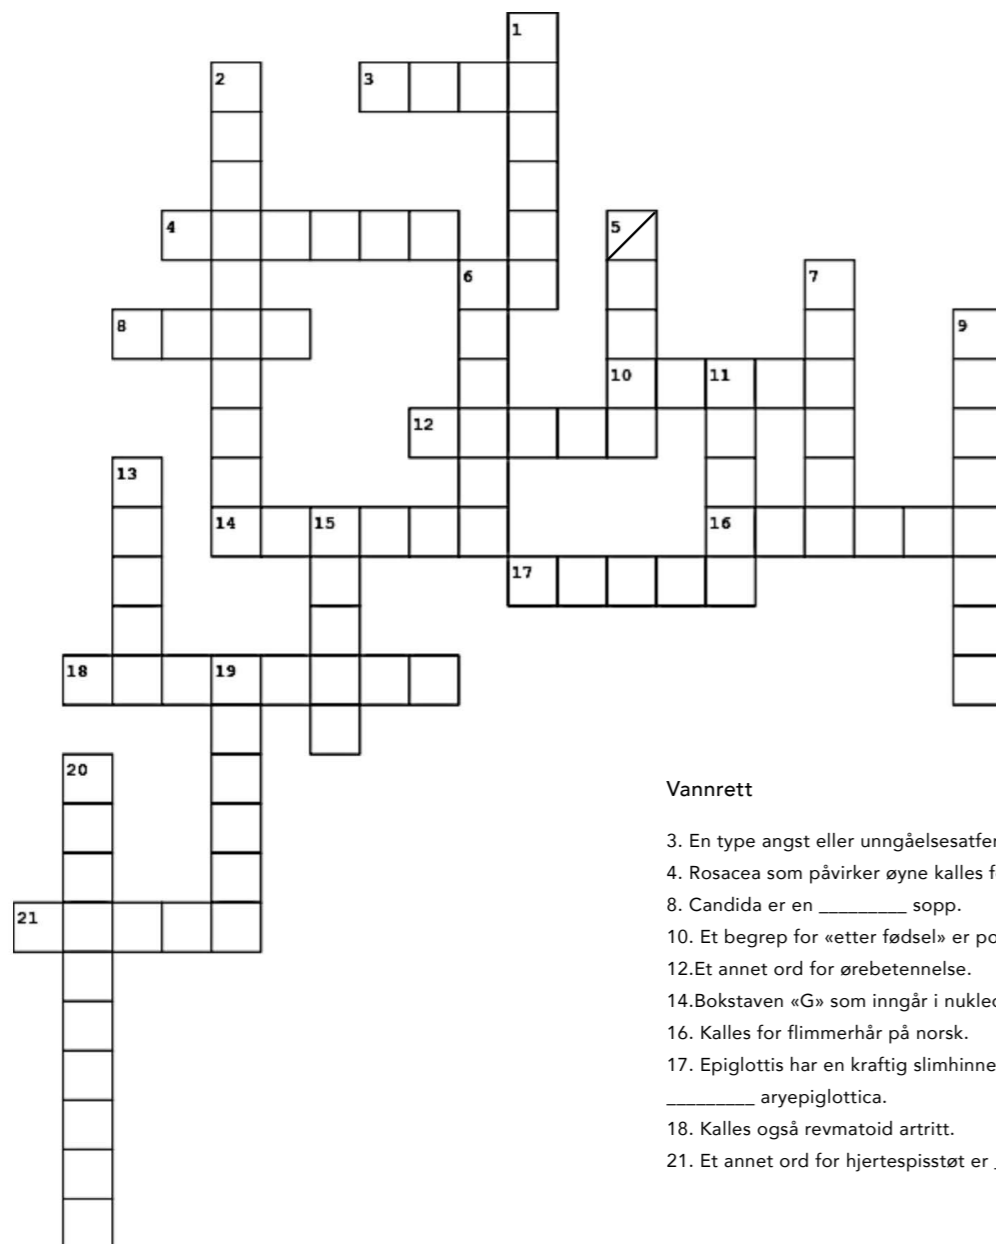 1
2
3
4
5
6
7
8
9
10
11
12
13
14
15
16
17
18
19
20
21
Vannrett
3. En type angst eller unngåelsesatfer
4. Rosacea som påvirker øyne kalles f
8. Candida er en _________ sopp.
10. Et begrep for «etter fødsel» er po
12.Et annet ord for ørebetennelse.
14.Bokstaven «G» som inngår i nukleo
16. Kalles for flimmerhår på norsk.
17. Epiglottis har en kraftig slimhinne
_________ aryepiglottica.
18. Kalles også revmatoid artritt.
21. Et annet ord for hjertespisstøt er _